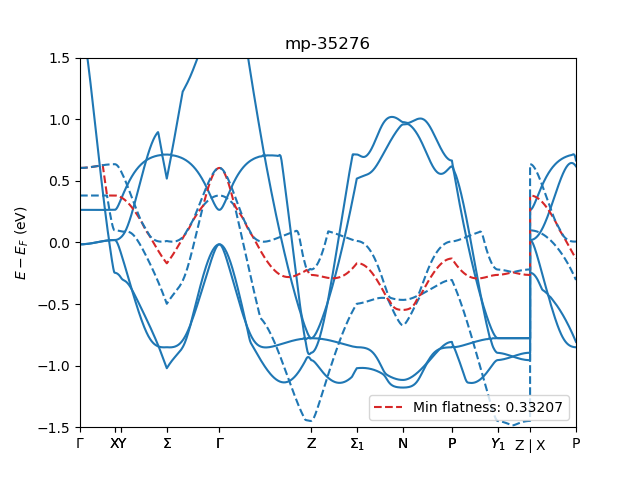 mp-35276
E − E_F (eV)
1.5
1.0
0.5
0.0
−0.5
−1.0
−1.5
Min flatness: 0.33207
Γ XY Σ Γ Z Σ₁ N P Y₁ Z | X P